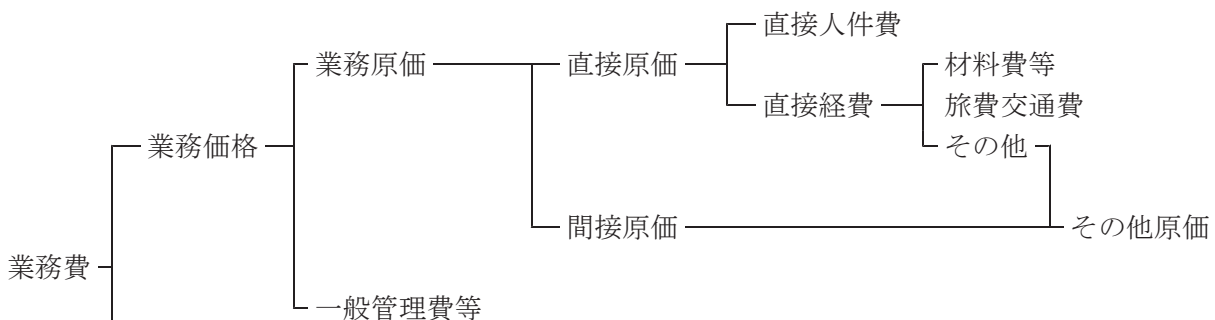 直接人件費
業務原価 直接原価 材料費等
直接経費 旅費交通費
業務価格 その他
間接原価 その他原価
業務費
一般管理費等